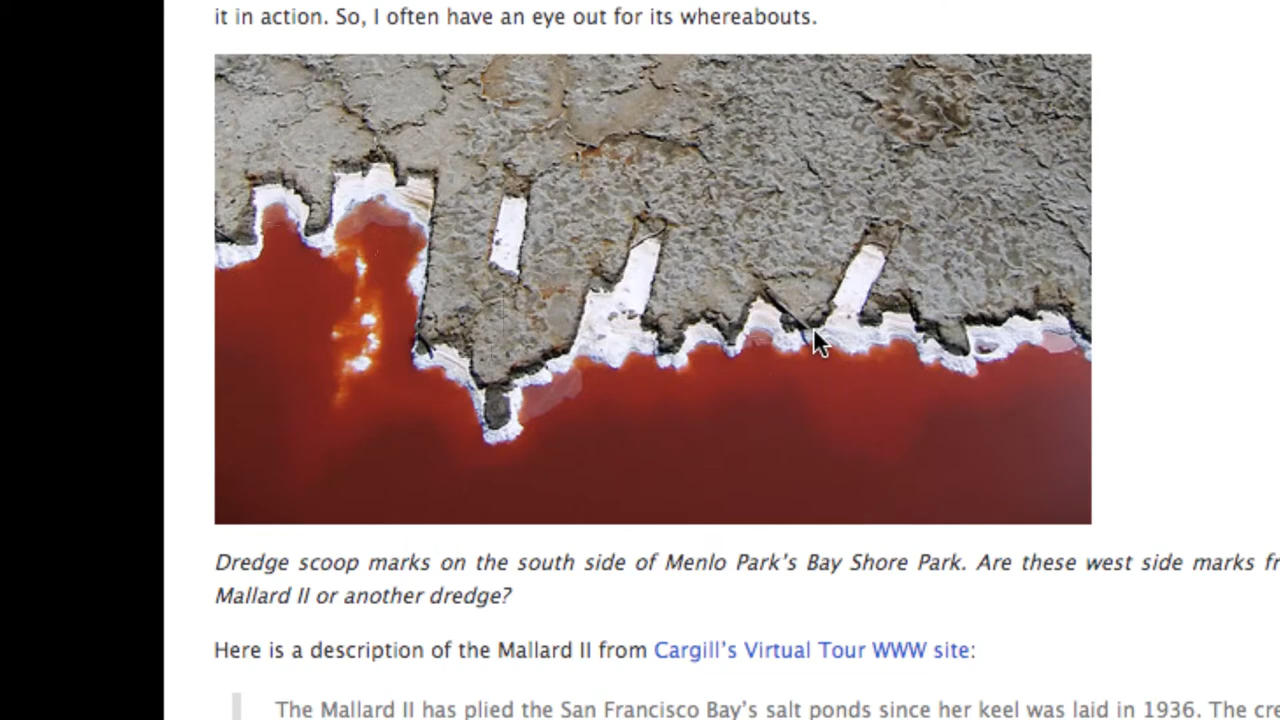 it in action. So, I often have an eye out for its whereabouts.
Dredge scoop marks on the south side of Menlo Park's Bay Shore Park. Are these west side marks
Mallard II or another dredge?
Here is a description of the Mallard II from Cargill's Virtual Tour WWW site:
The Mallard II has plied the San Francisco Bay's salt ponds since her keel was laid in 1936. The